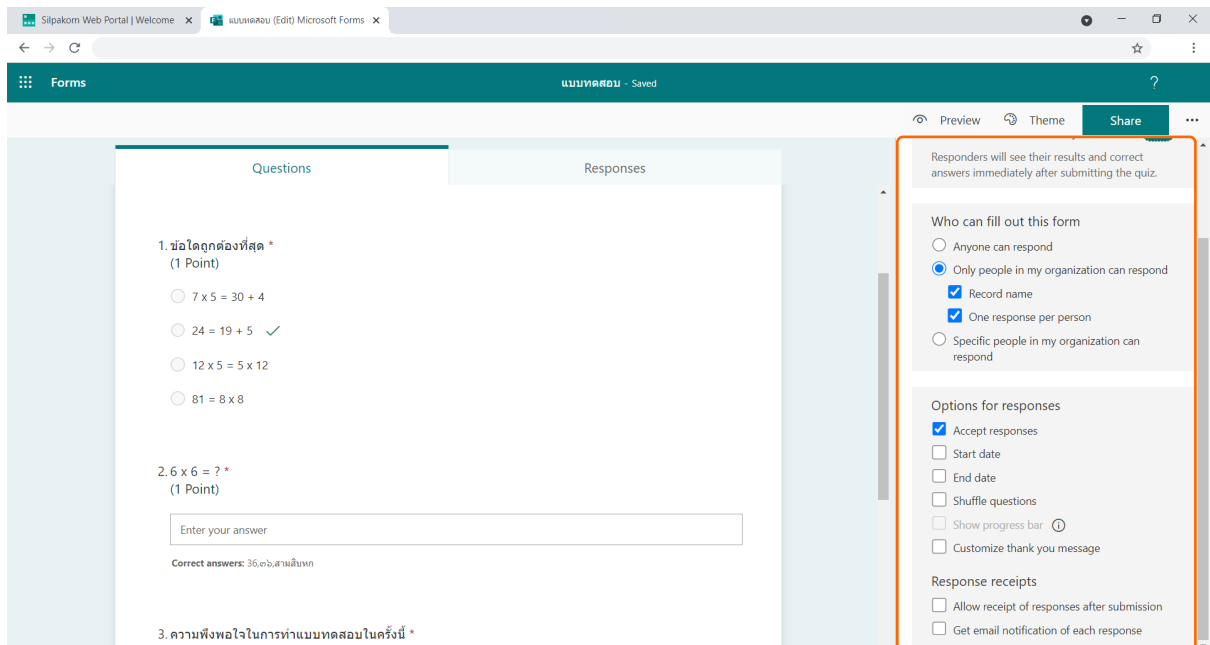 Silpakorn Web Portal | Welcome
แบบทดสอบ (Edit) Microsoft Forms
Forms
แบบทดสอบ - Saved
?
Preview
Theme
Share
Questions
Responses
1. ข้อใดถูกต้องที่สุด *
(1 Point)
7 x 5 = 30 + 4
24 = 19 + 5
12 x 5 = 5 x 12
81 = 8 x 8
2. 6 x 6 = ? *
(1 Point)
Enter your answer
Correct answers: 36,๓๖,สามสิบหก
3. ความพึงพอใจในการทำแบบทดสอบในครั้งนี้ *
Responders will see their results and correct
answers immediately after submitting the quiz.
Who can fill out this form
Anyone can respond
Only people in my organization can respond
Record name
One response per person
Specific people in my organization can
respond
Options for responses
Accept responses
Start date
End date
Shuffle questions
Show progress bar
Customize thank you message
Response receipts
Allow receipt of responses after submission
Get email notification of each response